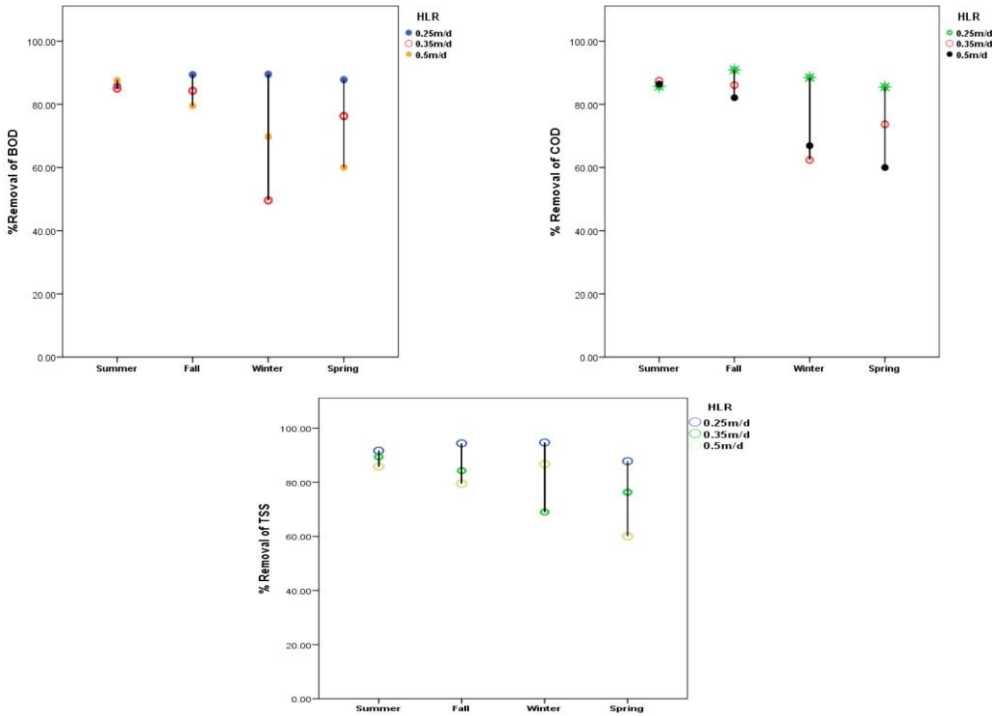 HLR
0.25m/d
0.35m/d
0.5m/d
%Removal of BOD
100.00
80.00
60.00
40.00
20.00
0.00
Summer Fall Winter Spring
HLR
0.25m/d
0.35m/d
0.5m/d
% Removal of COD
100.00
80.00
60.00
40.00
20.00
0.00
Summer Fall Winter Spring
HLR
0.25m/d
0.35m/d
0.5m/d
% Removal of TSS
100.00
80.00
60.00
40.00
20.00
0.00
Summer Fall Winter Spring